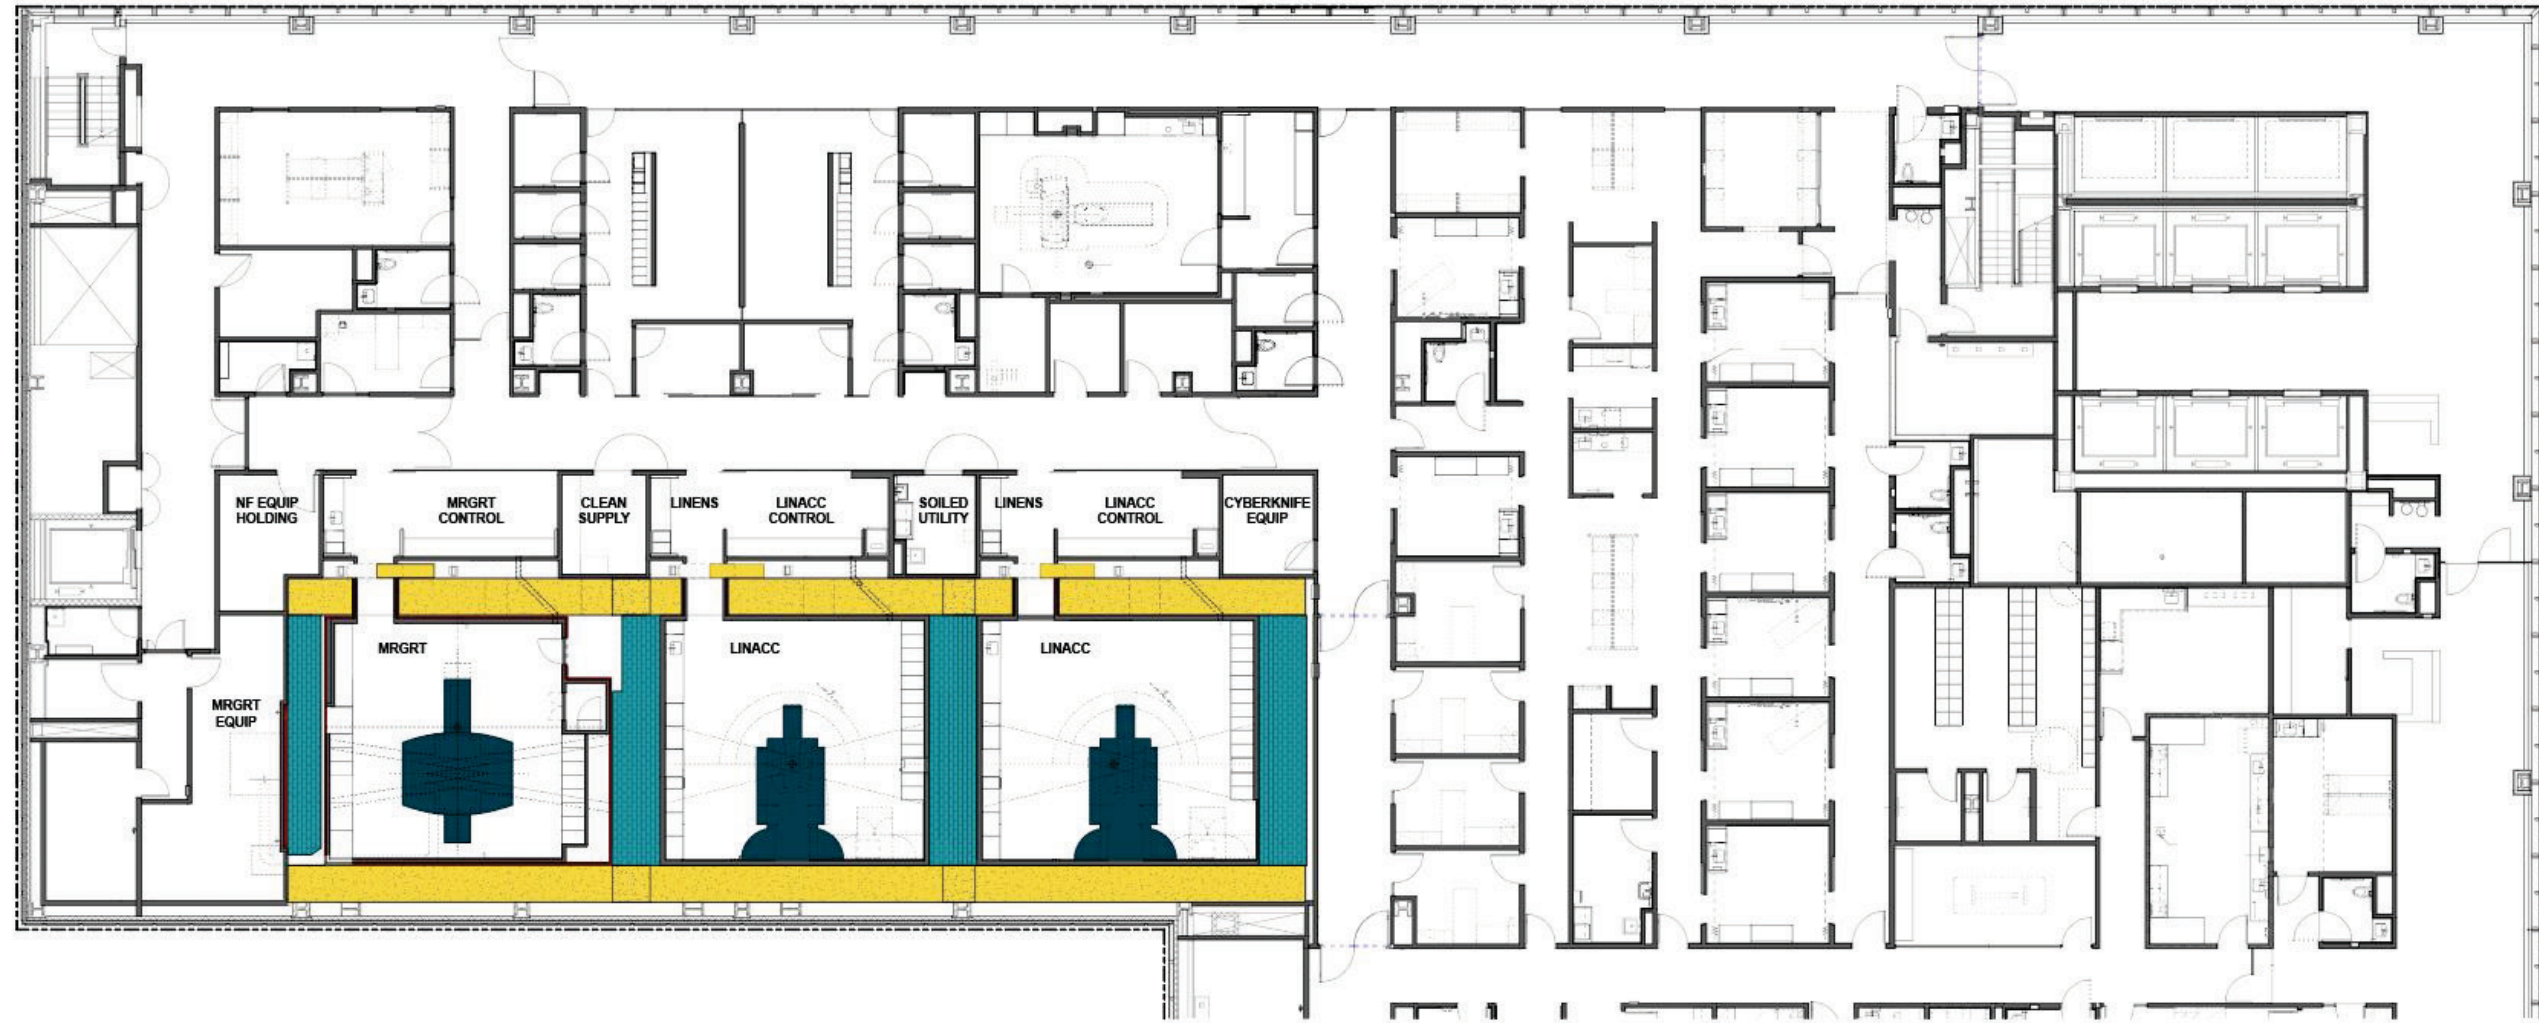 NF EQUIP
HOLDING
MRGRT
CONTROL
CLEAN
SUPPLY
LINENS
LINACC
CONTROL
SOILED
UTILITY
LINENS
LINACC
CONTROL
CYBERKNIFE
EQUIP
MRGRT
LINACC
LINACC
MRGRT
EQUIP